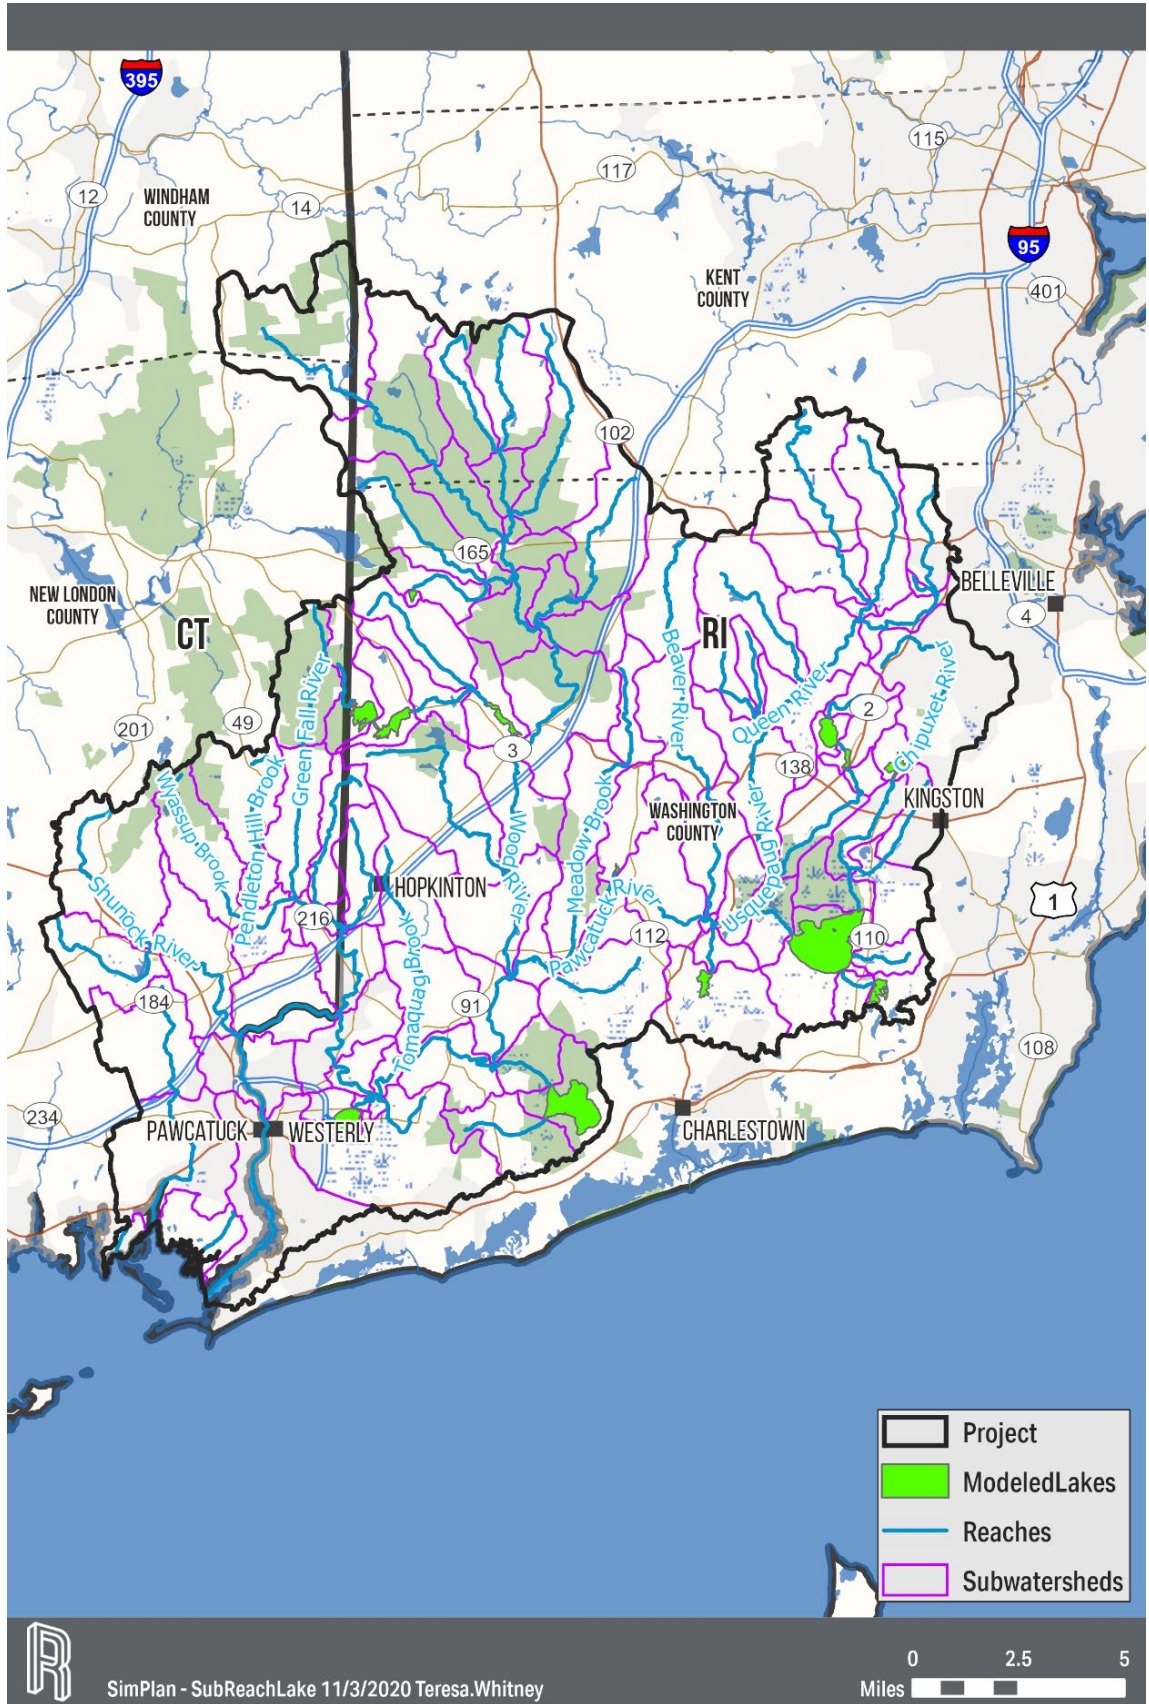 395
115
117
12
WINDHAM
COUNTY
14
95
KENT
COUNTY
401
102
165
BELLEVILLE
NEW LONDON
COUNTY
4
CT
RI
Beaver River
Queen River
Chipuxet River
Green Fall River
2
201
49
3
138
Wyassup Brook
Pendleton Hill Brook
Wood River
Meadow Brook
WASHINGTON
COUNTY
Usquepaug River
KINGSTON
HOPKINTON
Shunock River
216
Pawcatuck River
112
110
1
Tomaquag Brook
184
91
108
234
PAWCATUCK
WESTERLY
CHARLESTOWN
Project
ModeledLakes
Reaches
Subwatersheds
R
SimPlan - SubReachLake 11/3/2020 Teresa.Whitney
0 2.5 5
Miles